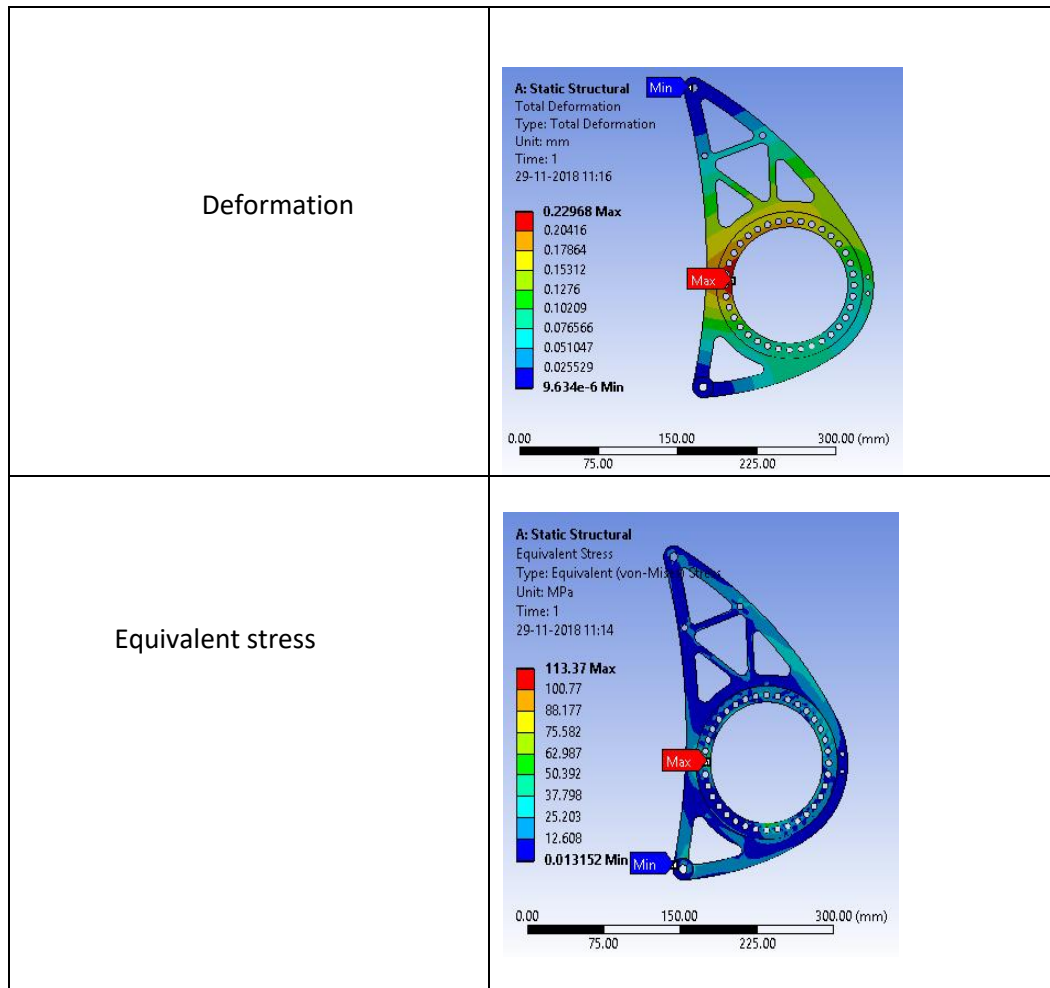 Deformation
A: Static Structural
Total Deformation
Type: Total Deformation
Unit: mm
Time: 1
29-11-2018 11:16
0.22968 Max
0.20416
0.17864
0.15312
0.1276
0.10209
0.076566
0.051047
0.025529
9.634e-6 Min
Min
Max
0.00 150.00 300.00 (mm)
75.00 225.00
Equivalent stress
A: Static Structural
Equivalent Stress
Type: Equivalent (von-Mises) Stress
Unit: MPa
Time: 1
29-11-2018 11:14
113.37 Max
100.77
88.177
75.582
62.987
50.392
37.798
25.203
12.608
0.013152 Min
Max
Min
0.00 150.00 300.00 (mm)
75.00 225.00